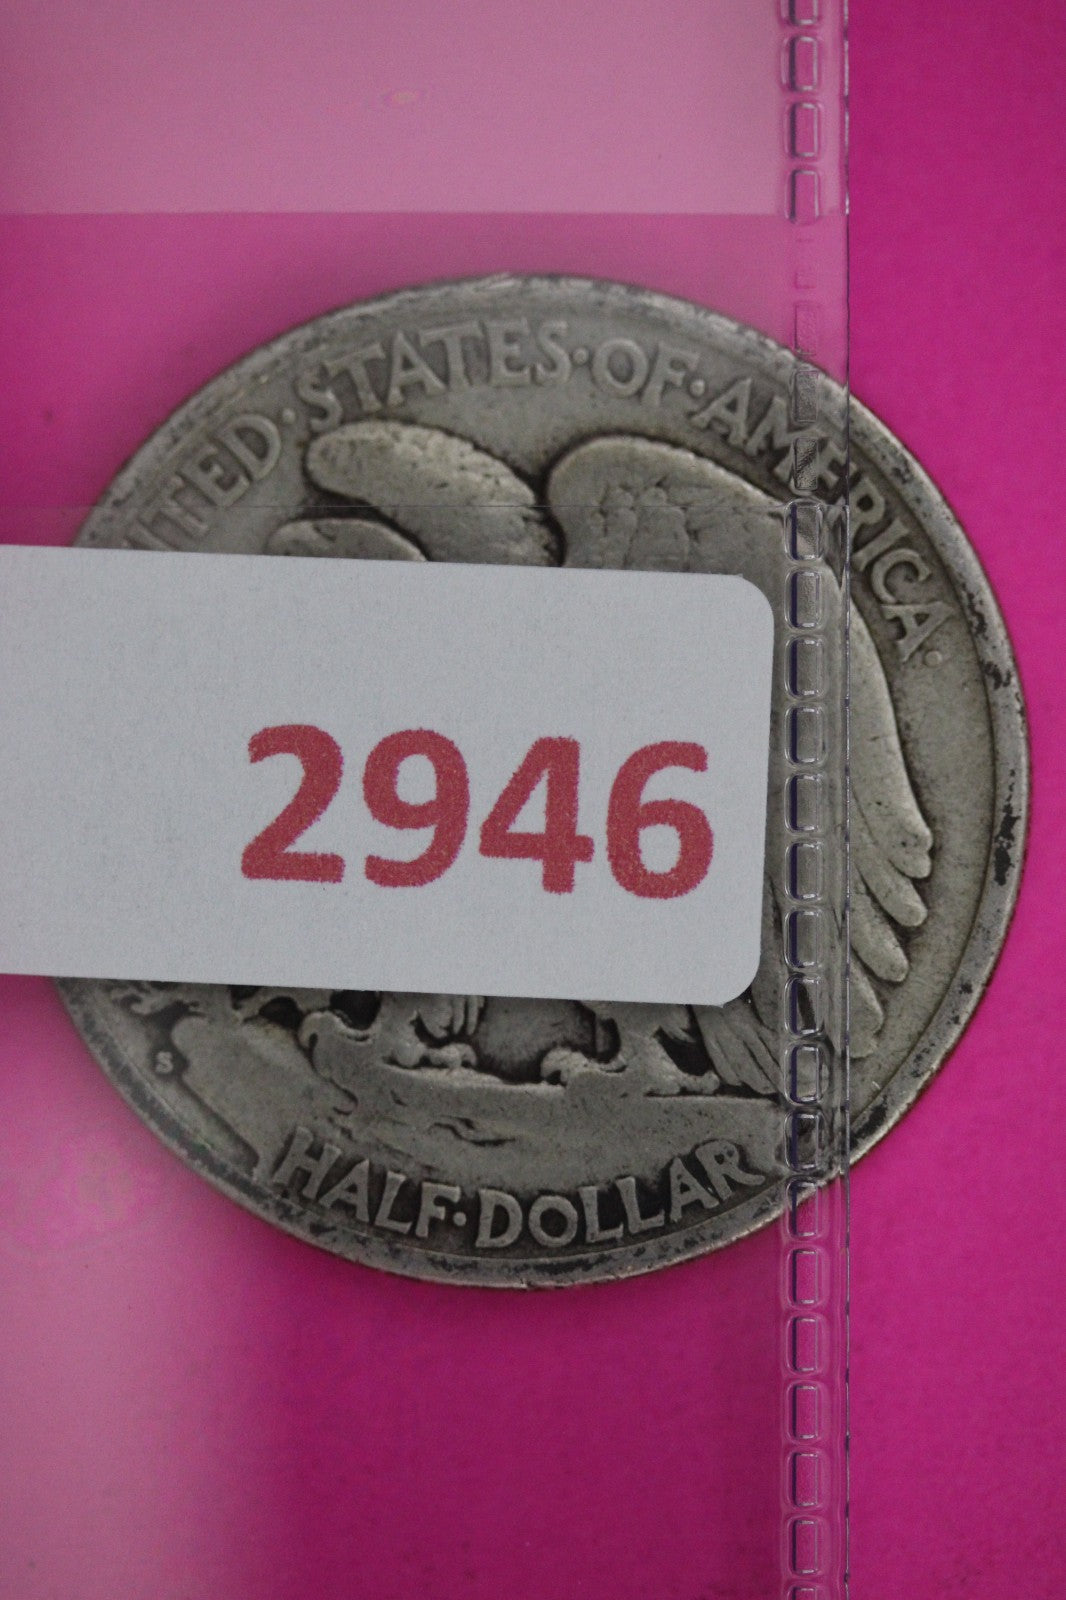 UNITED·STATES·OF·AMERICA·
2946
S
HALF·DOLLAR